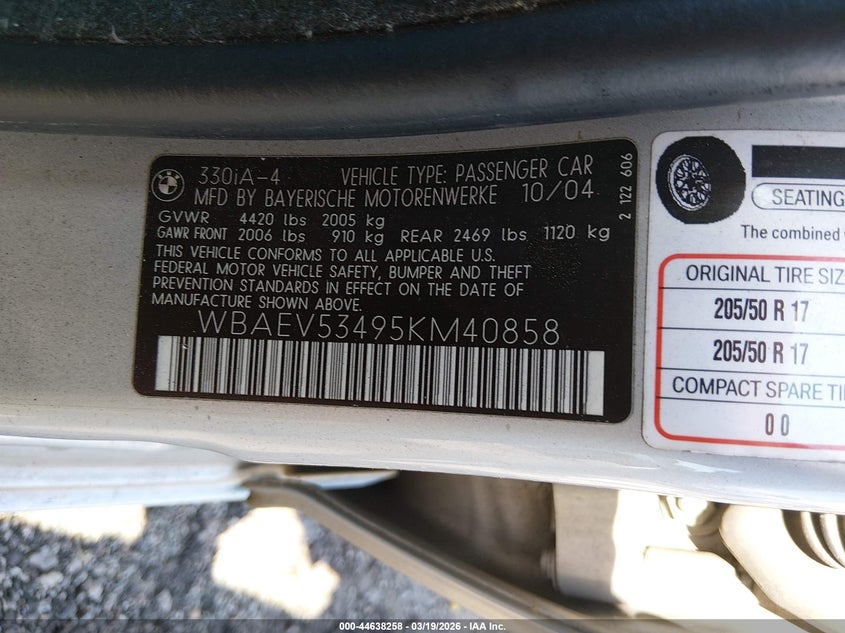 330iA-4 VEHICLE TYPE: PASSENGER CAR
MFD BY BAYERISCHE MOTORENWERKE 10/04
GVWR 4420 lbs 2005 kg
GAWR FRONT 2006 lbs 910 kg REAR 2469 lbs 1120 kg
THIS VEHICLE CONFORMS TO ALL APPLICABLE U.S.
FEDERAL MOTOR VEHICLE SAFETY, BUMPER AND THEFT
PREVENTION STANDARDS IN EFFECT ON THE DATE OF
MANUFACTURE SHOWN ABOVE.
WBAEV53495KM40858
2 122 606
SEATING
The combined
ORIGINAL TIRE SIZ
205/50 R 17
205/50 R 17
COMPACT SPARE TI
0 0
000-44638258 - 03/19/2026 - IAA Inc.